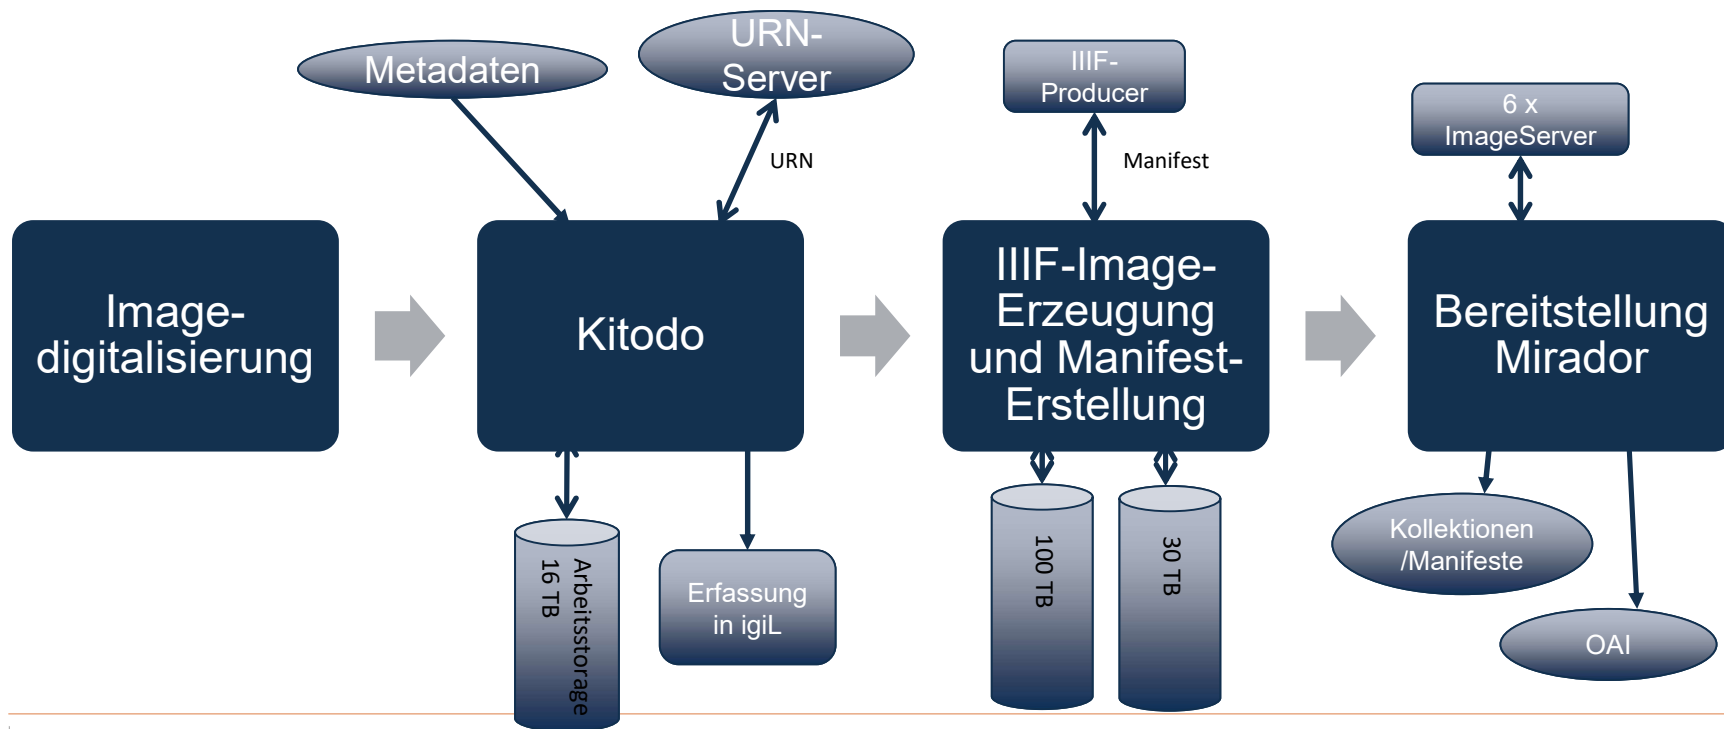 Metadaten
URN-
Server
URN
IIIF-
Producer
Manifest
6 x
ImageServer
Image-
digitalisierung
Kitodo
IIIF-Image-
Erzeugung
und Manifest-
Erstellung
Bereitstellung
Mirador
Arbeitsstorage
16 TB
Erfassung
in igiL
100 TB
30 TB
Kollektionen
/Manifeste
OAI